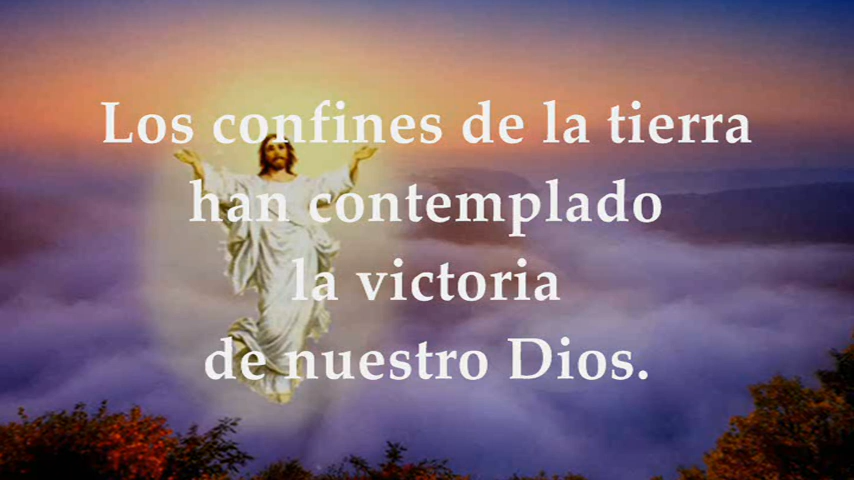 Los confines de la tierra
han contemplado
la victoria
de nuestro Dios.